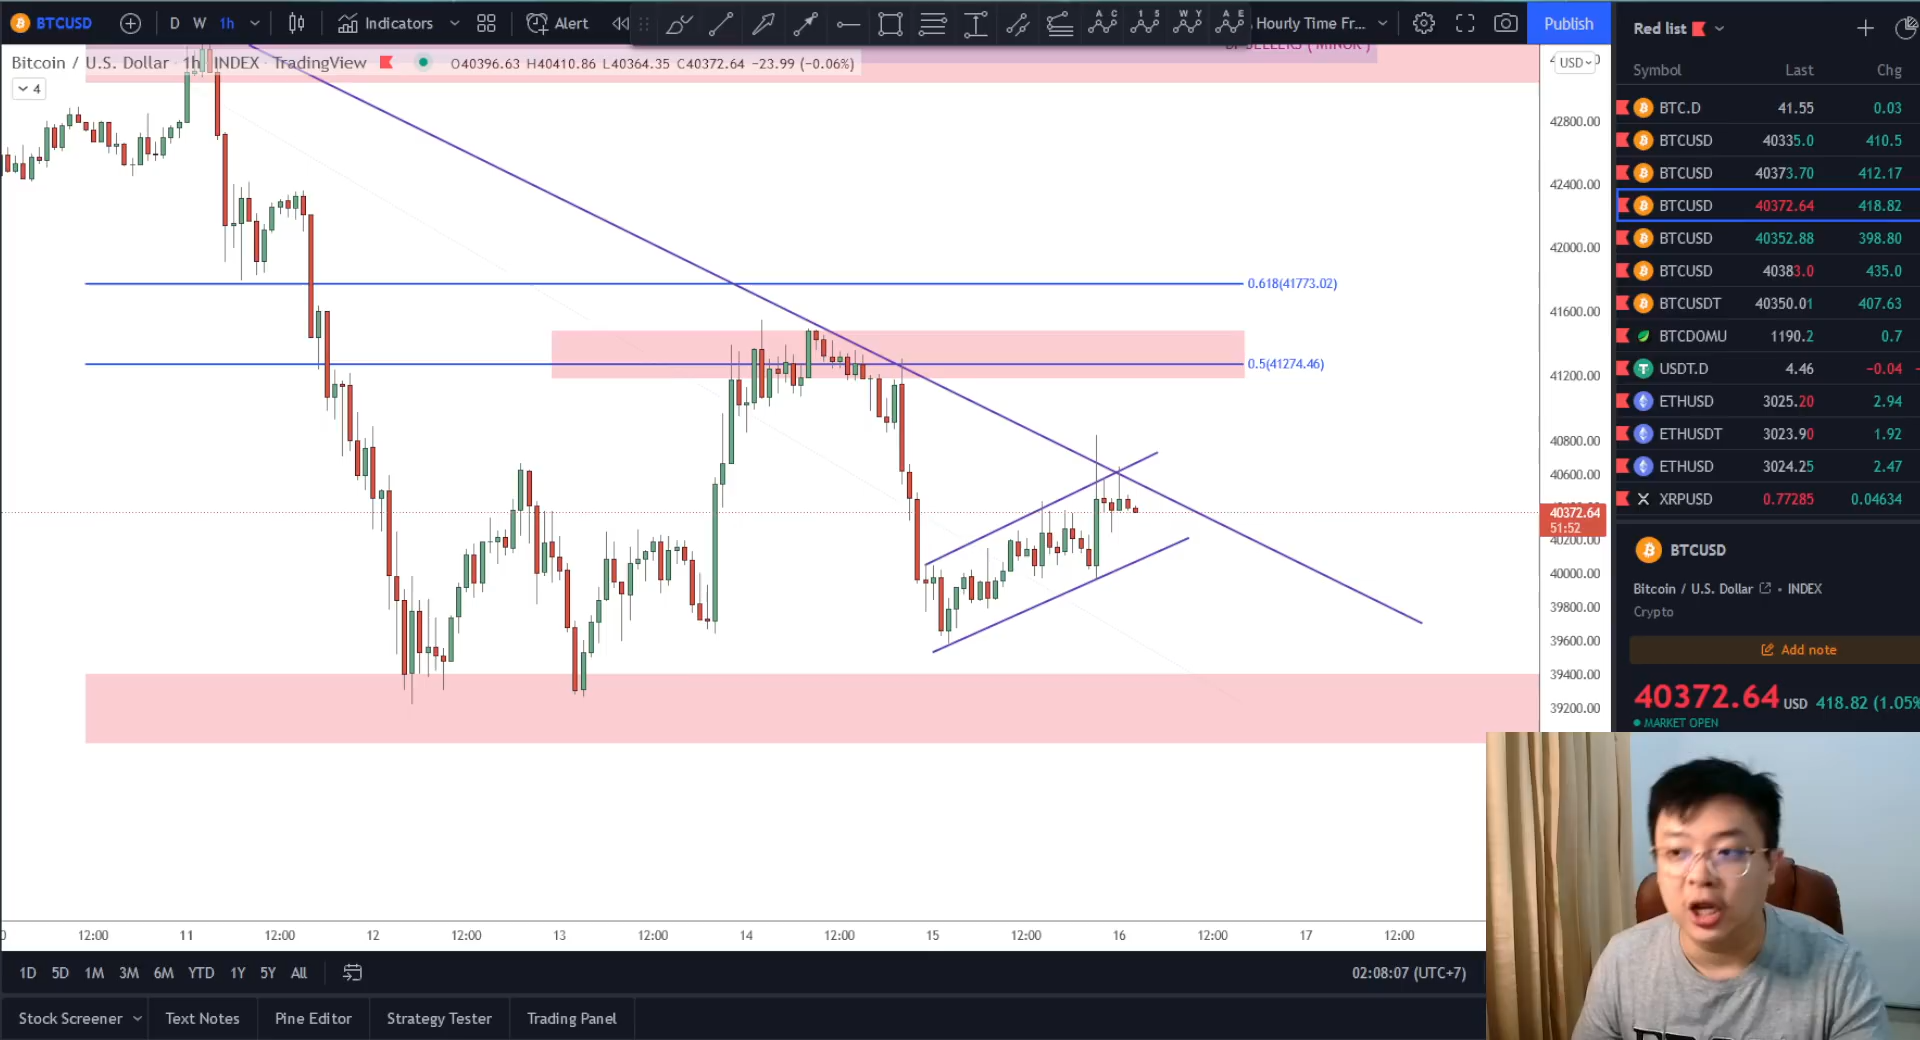 BTCUSD D W 1h Indicators Alert Hourly Time Fr... Publish
Bitcoin / U.S. Dollar 1h INDEX TradingView O40396.63 H40410.86 L40364.35 C40372.64 −23.99 (−0.06%)
4
USD
42800.00
42400.00
42000.00
41600.00
41200.00
40800.00
40600.00
40372.64
51:52
40200.00
40000.00
39800.00
39600.00
39400.00
39200.00
0.618(41773.02)
0.5(41274.46)
12:00 11 12:00 12 12:00 13 12:00 14 12:00 15 12:00 16 12:00 17 12:00
1D 5D 1M 3M 6M YTD 1Y 5Y All 02:08:07 (UTC+7)
Stock Screener Text Notes Pine Editor Strategy Tester Trading Panel
Red list
Symbol Last Chg
BTC.D 41.55 0.03
BTCUSD 40335.0 410.5
BTCUSD 40373.70 412.17
BTCUSD 40372.64 418.82
BTCUSD 40352.88 398.80
BTCUSD 40383.0 435.0
BTCUSDT 40350.01 407.63
BTCDOMU 1190.2 0.7
USDT.D 4.46 −0.04
ETHUSD 3025.20 2.94
ETHUSDT 3023.90 1.92
ETHUSD 3024.25 2.47
XRPUSD 0.77285 0.04634
BTCUSD
Bitcoin / U.S. Dollar • INDEX
Crypto
Add note
40372.64 USD 418.82 (1.05%
MARKET OPEN